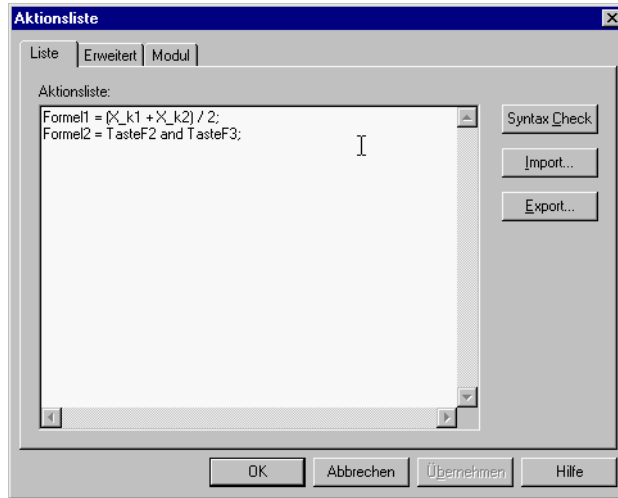 Aktionsliste
Liste Erweitert Modul
Aktionsliste:
Formel1 = (X_k1 + X_k2) / 2;
Formel2 = TasteF2 and TasteF3;
Syntax Check
Import...
Export...
OK Abbrechen Übernehmen Hilfe